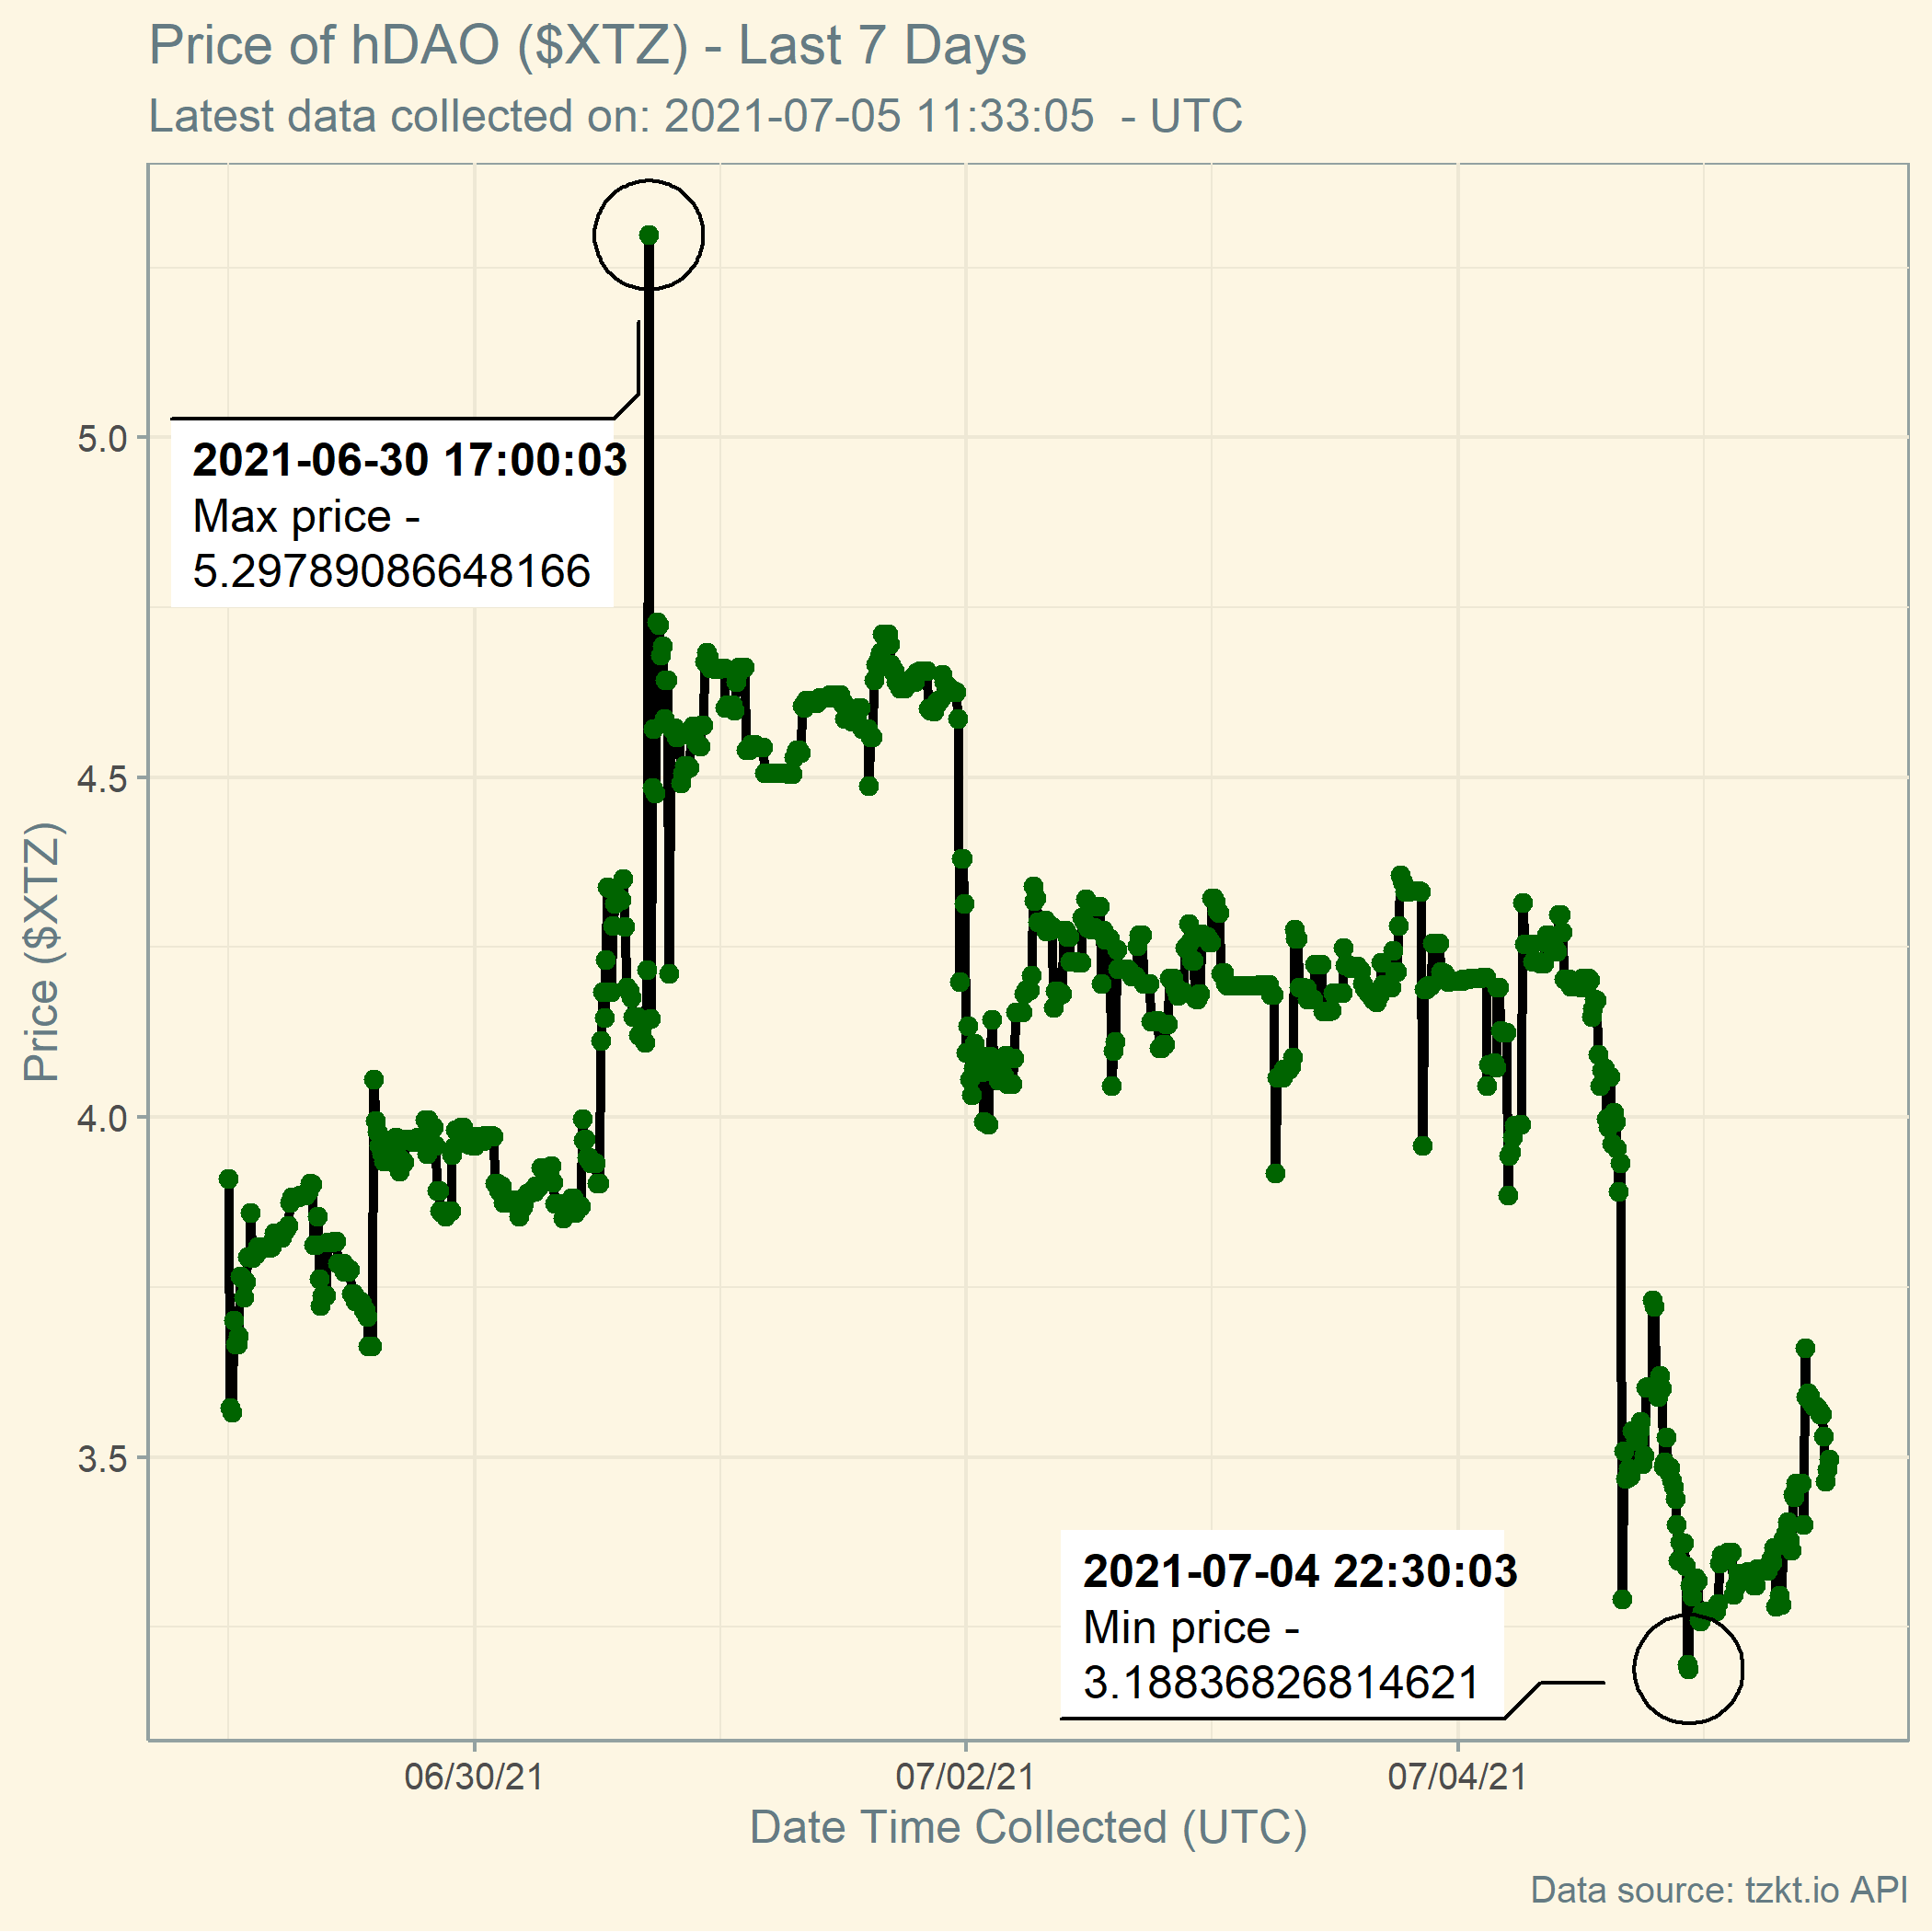 Price of hDAO ($XTZ) - Last 7 Days
Latest data collected on: 2021-07-05 11:33:05  - UTC
Price ($XTZ)
5.0
4.5
4.0
3.5
2021-06-30 17:00:03
Max price -
5.29789086648166
2021-07-04 22:30:03
Min price -
3.18836826814621
06/30/21
07/02/21
07/04/21
Date Time Collected (UTC)
Data source: tzkt.io API